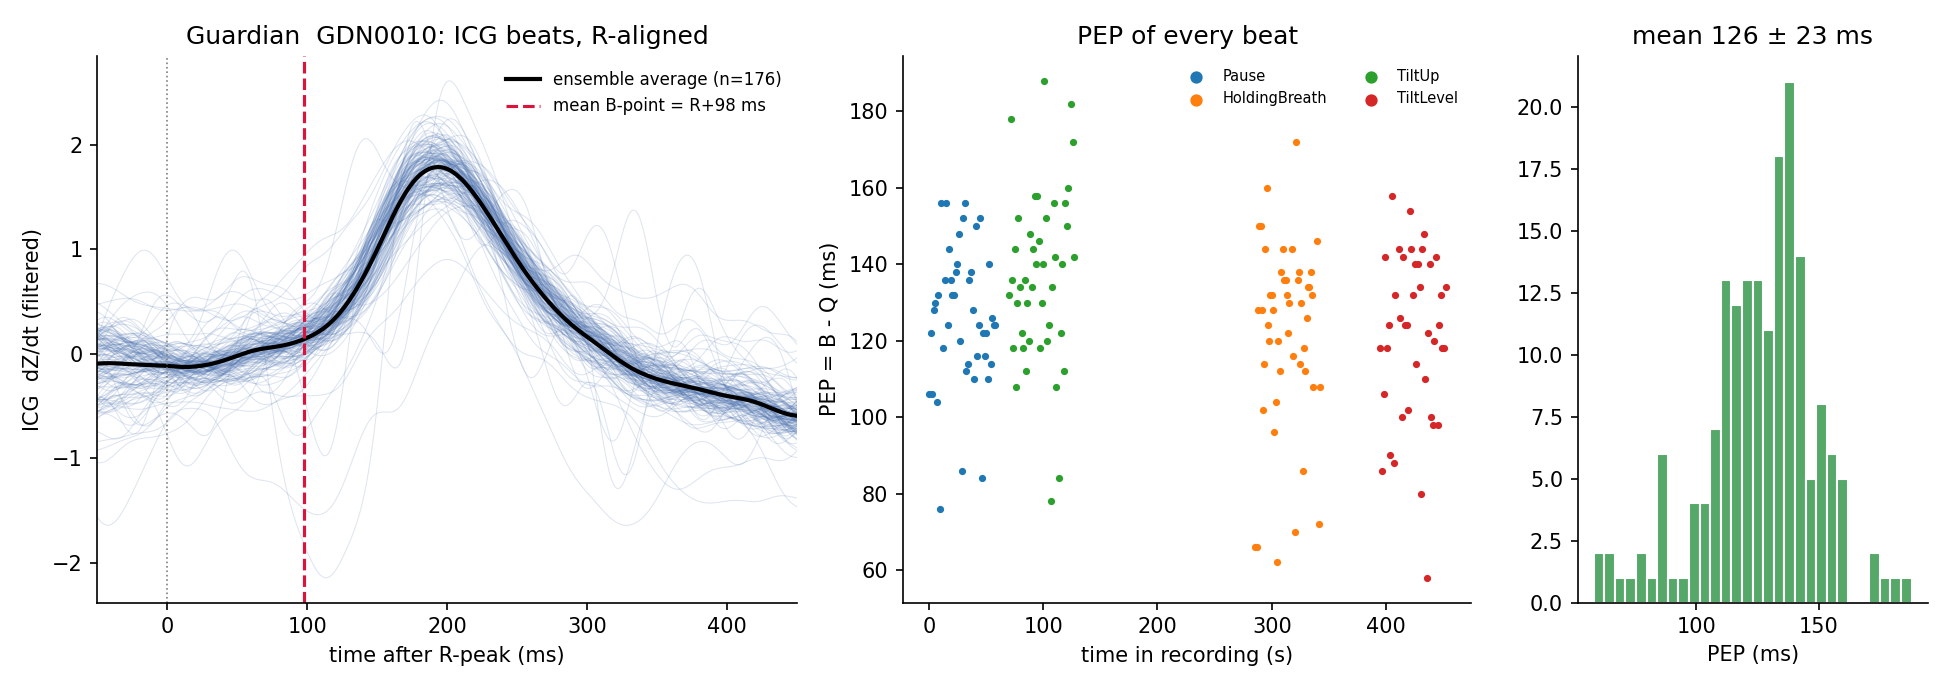 Guardian  GDN0010: ICG beats, R-aligned
ensemble average (n=176)
mean B-point = R+98 ms
ICG  dZ/dt (filtered)
2
1
0
−1
−2
0
100
200
300
400
time after R-peak (ms)
PEP of every beat
Pause
HoldingBreath
TiltUp
TiltLevel
PEP = B - Q (ms)
180
160
140
120
100
80
60
0
100
200
300
400
time in recording (s)
mean 126 ± 23 ms
20.0
17.5
15.0
12.5
10.0
7.5
5.0
2.5
0.0
100
150
PEP (ms)